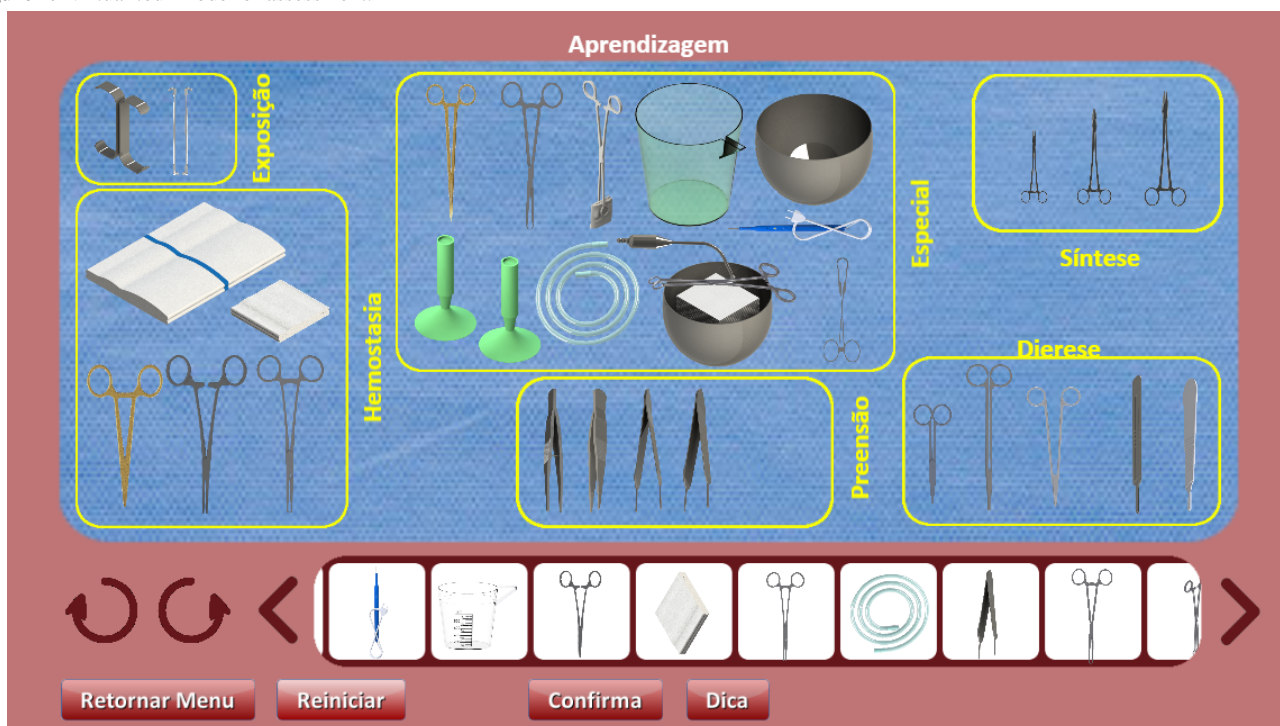 Aprendizagem
Exposição
Hemostasia
Especial
Síntese
Dierese
Preensão
Retornar Menu
Reiniciar
Confirma
Dica